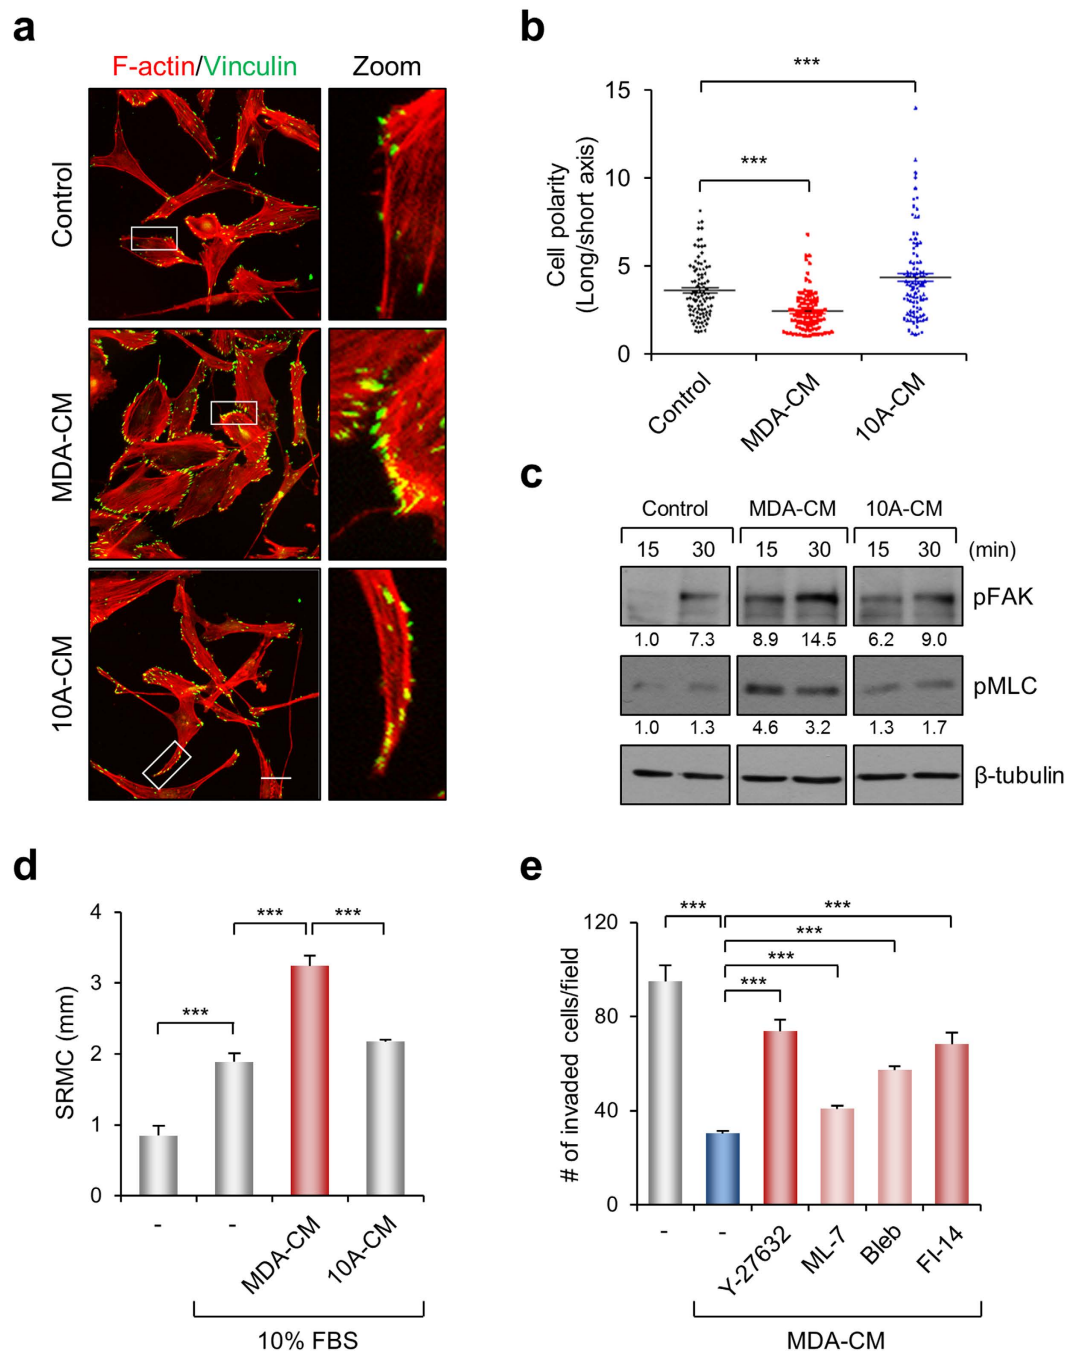 a
F-actin/Vinculin
Zoom
Control
MDA-CM
10A-CM
b
***
***
15
10
5
0
Cell polarity
(Long/short axis)
Control
MDA-CM
10A-CM
c
Control
MDA-CM
10A-CM
15
30
15
30
15
30
(min)
pFAK
1.0
7.3
8.9
14.5
6.2
9.0
pMLC
1.0
1.3
4.6
3.2
1.3
1.7
β-tubulin
d
4
3
2
1
0
SRMC (mm)
***
***
***
-
-
MDA-CM
10A-CM
10% FBS
e
120
80
40
0
# of invaded cells/field
***
***
***
***
***
-
-
Y-27632
ML-7
Bleb
FI-14
MDA-CM